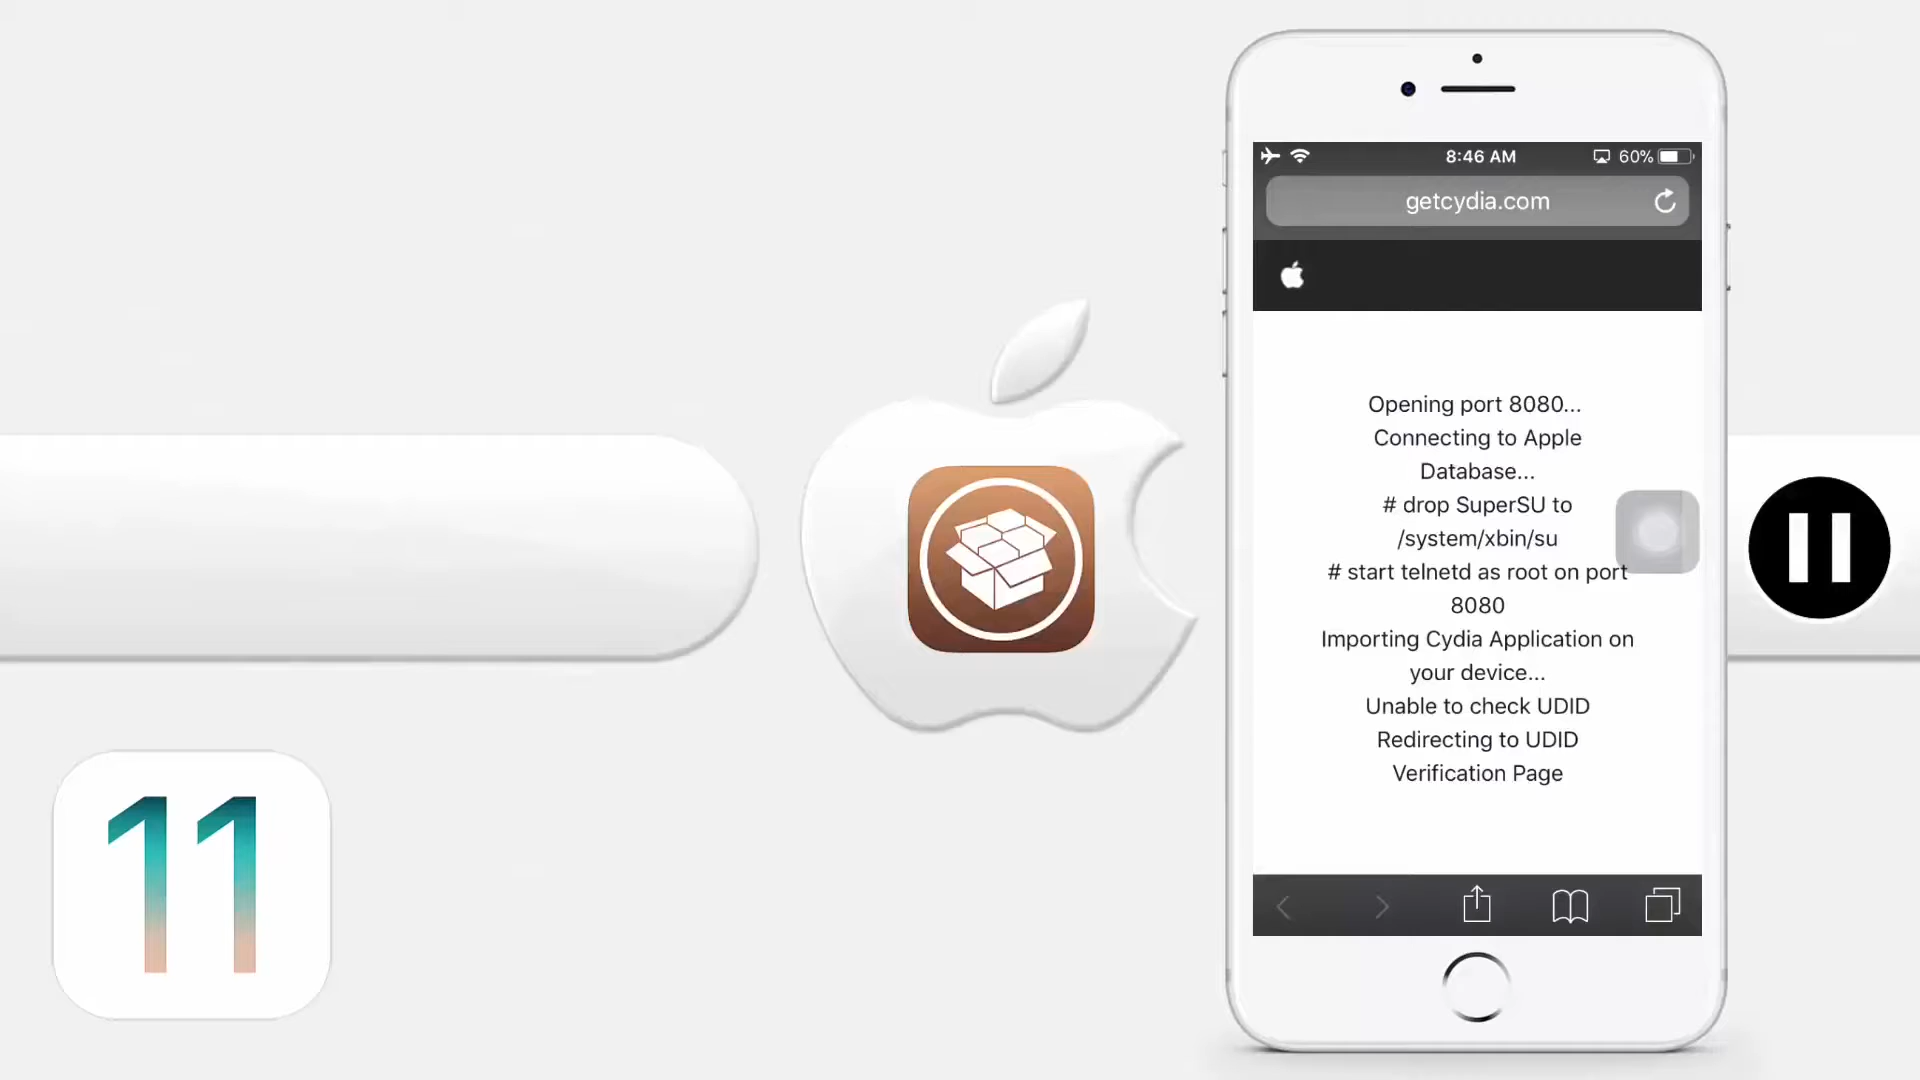 8:46 AM
60%
getcydia.com
Opening port 8080...
Connecting to Apple
Database...
# drop SuperSU to
/system/xbin/su
# start telnetd as root on port
8080
Importing Cydia Application on
your device...
Unable to check UDID
Redirecting to UDID
Verification Page
11